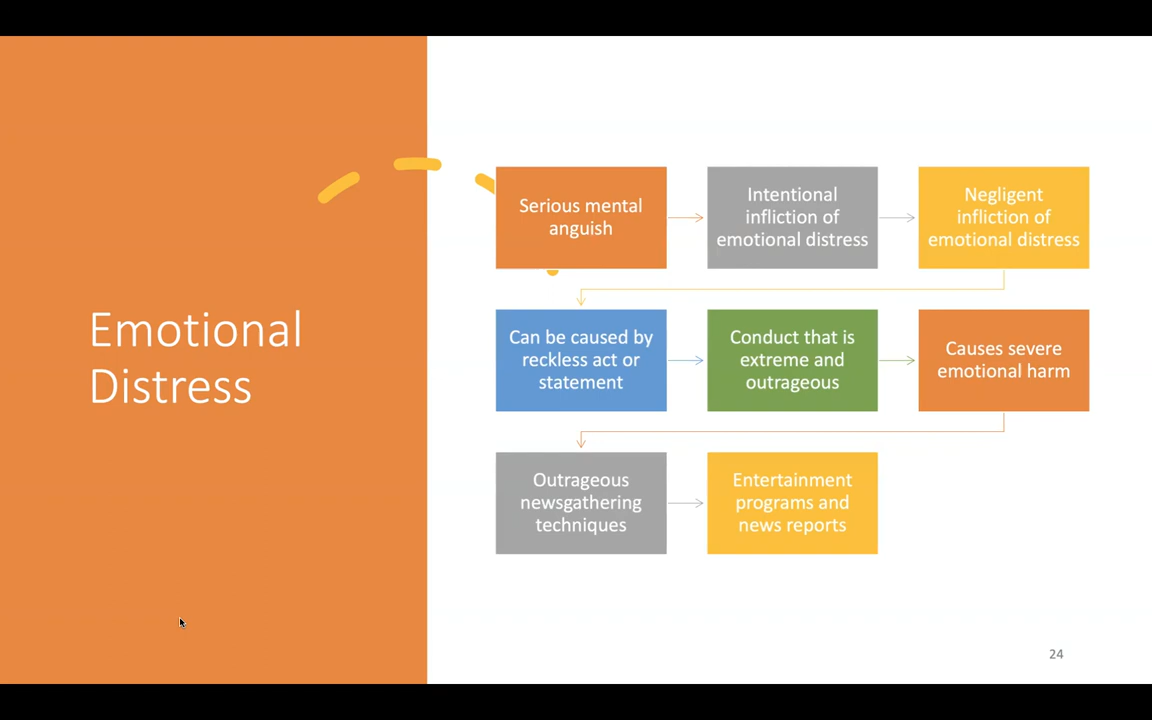 Emotional
Distress
Serious mental
anguish
Intentional
infliction of
emotional distress
Negligent
infliction of
emotional distress
Can be caused by
reckless act or
statement
Conduct that is
extreme and
outrageous
Causes severe
emotional harm
Outrageous
newsgathering
techniques
Entertainment
programs and
news reports
24